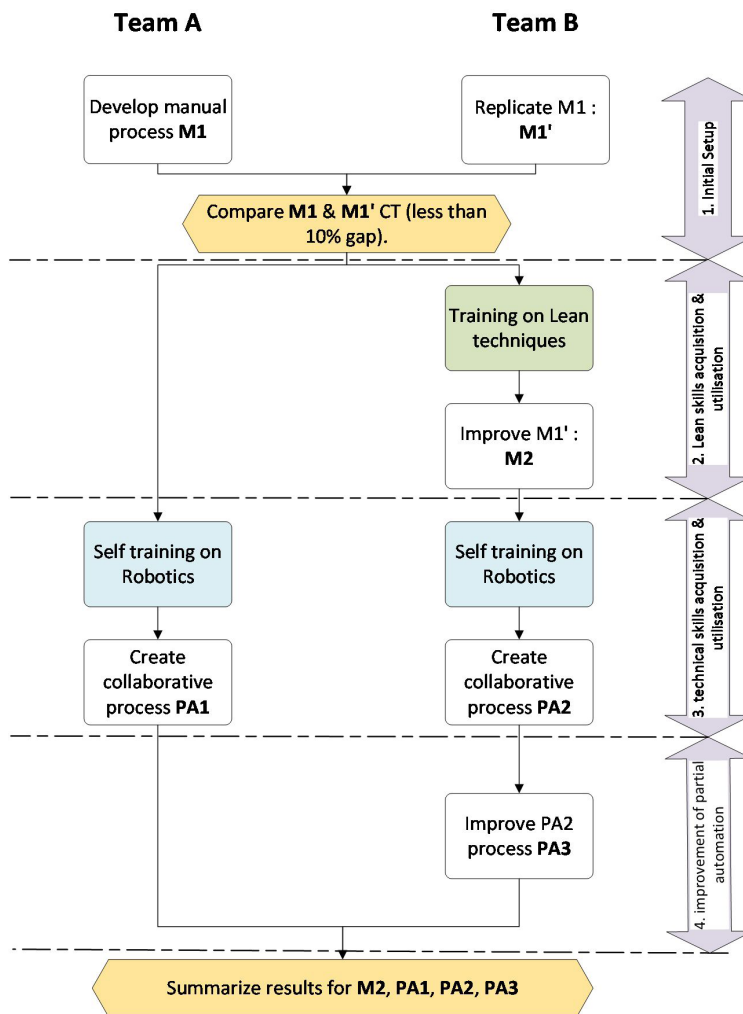 Team A
Team B
Develop manual
process M1
Replicate M1 :
M1'
1. Initial Setup
Compare M1 & M1' CT (less than
10% gap).
Training on Lean
techniques
Improve M1' :
M2
2. Lean skills acquisition &
utilisation
Self training on
Robotics
Self training on
Robotics
Create
collaborative
process PA1
Create
collaborative
process PA2
3. technical skills acquisition &
utilisation
Improve PA2
process PA3
4. improvement of partial
automation
Summarize results for M2, PA1, PA2, PA3